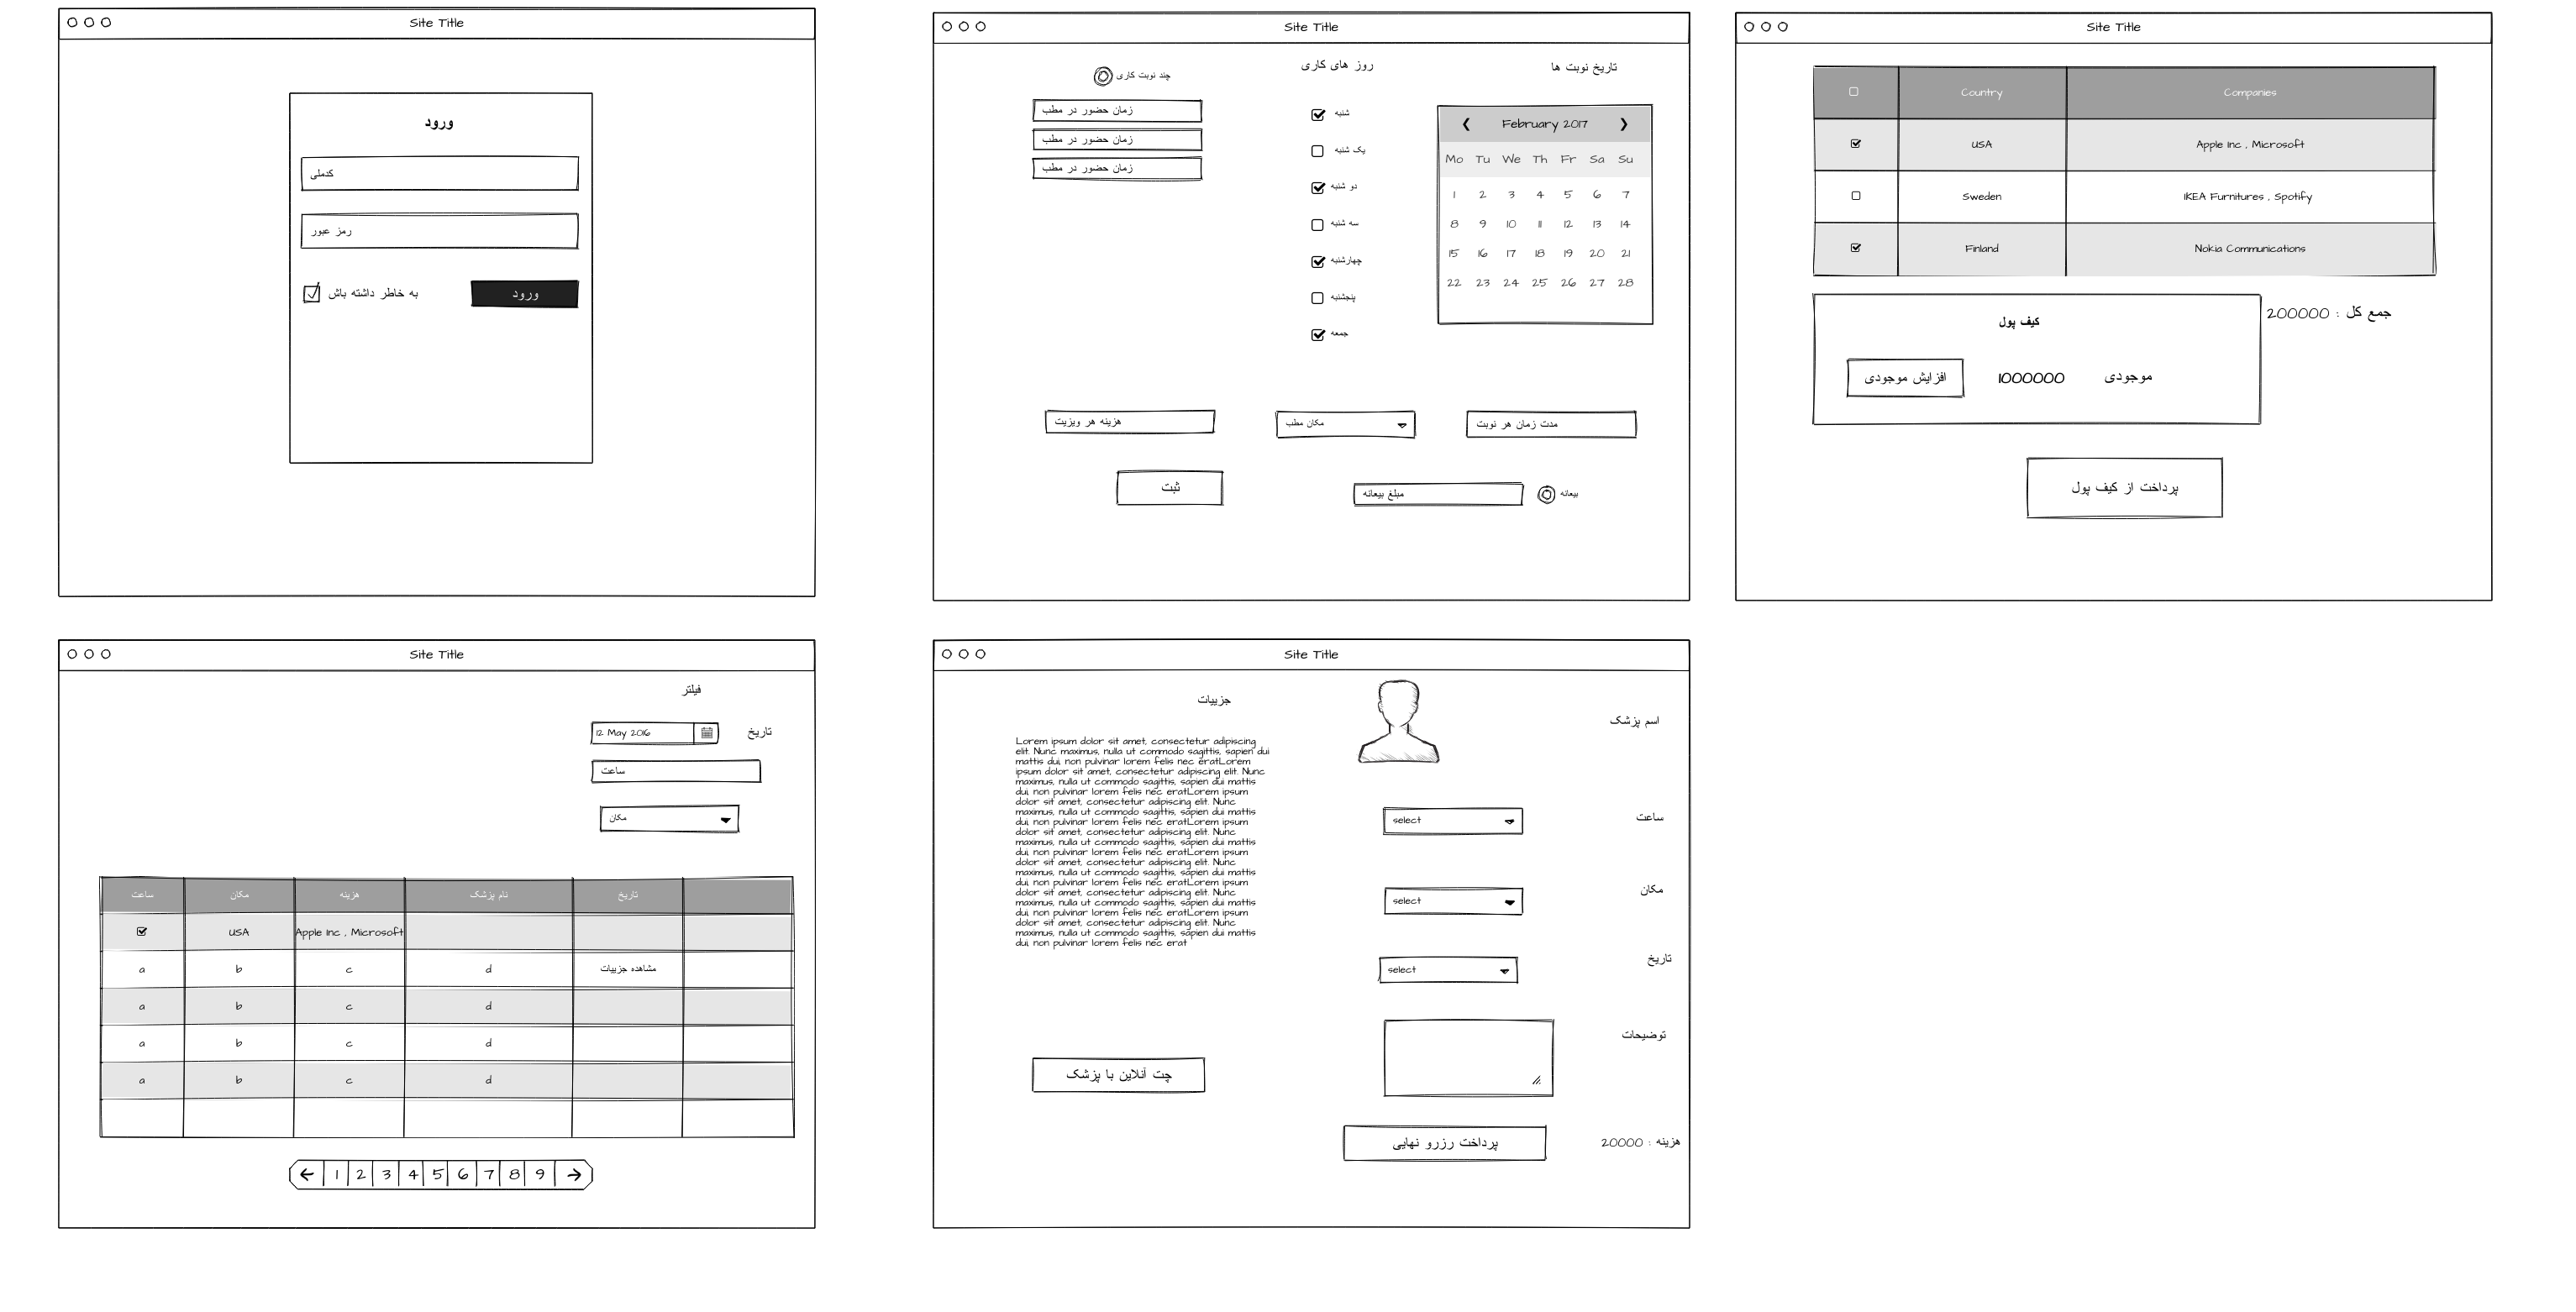 Site Title
ورود
کدملی
رمز عبور
به خاطر داشته باش
ورود
Site Title
تاریخ نوبت ها
روز های کاری
چند نوبت کاری
زمان حضور در مطب
زمان حضور در مطب
زمان حضور در مطب
شنبه
یک شنبه
دو شنبه
سه شنبه
چهارشنبه
پنجشنبه
جمعه
February 2017
Mo Tu We Th Fr Sa Su
1 2 3 4 5 6 7
8 9 10 11 12 13 14
15 16 17 18 19 20 21
22 23 24 25 26 27 28
مدت زمان هر نوبت
مکان مطب
هزینه هر ویزیت
بیعانه
مبلغ بیعانه
ثبت
Site Title
Country Companies
USA Apple Inc , Microsoft
Sweden IKEA Furnitures , Spotify
Finland Nokia Communications
جمع کل : 200000
کیف پول
موجودی 1000000 افزایش موجودی
پرداخت از کیف پول
Site Title
فیلتر
تاریخ
12 May 2016
ساعت
مکان
ساعت مکان هزینه نام پزشک تاریخ
USA Apple Inc , Microsoft
a b c d مشاهده جزییات
a b c d
a b c d
a b c d
1 2 3 4 5 6 7 8 9
Site Title
اسم پزشک
جزییات
Lorem ipsum dolor sit amet, consectetur adipiscing
elit. Nunc maximus, nulla ut commodo sagittis, sapien dui
mattis dui, non pulvinar lorem felis nec eratLorem
ipsum dolor sit amet, consectetur adipiscing elit. Nunc
maximus, nulla ut commodo sagittis, sapien dui mattis
dui, non pulvinar lorem felis nec eratLorem ipsum
dolor sit amet, consectetur adipiscing elit. Nunc
maximus, nulla ut commodo sagittis, sapien dui mattis
dui, non pulvinar lorem felis nec eratLorem ipsum
dolor sit amet, consectetur adipiscing elit. Nunc
maximus, nulla ut commodo sagittis, sapien dui mattis
dui, non pulvinar lorem felis nec eratLorem ipsum
dolor sit amet, consectetur adipiscing elit. Nunc
maximus, nulla ut commodo sagittis, sapien dui mattis
dui, non pulvinar lorem felis nec eratLorem ipsum
dolor sit amet, consectetur adipiscing elit. Nunc
maximus, nulla ut commodo sagittis, sapien dui mattis
dui, non pulvinar lorem felis nec eratLorem ipsum
dolor sit amet, consectetur adipiscing elit. Nunc
maximus, nulla ut commodo sagittis, sapien dui mattis
dui, non pulvinar lorem felis nec erat
ساعت
select
مکان
select
تاریخ
select
توضیحات
چت آنلاین با پزشک
هزینه : 20000
پرداخت رزرو نهایی